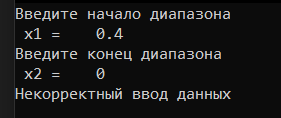 Введите начало диапазона
x1 =    0.4
Введите конец диапазона
x2 =    0
Некорректный ввод данных